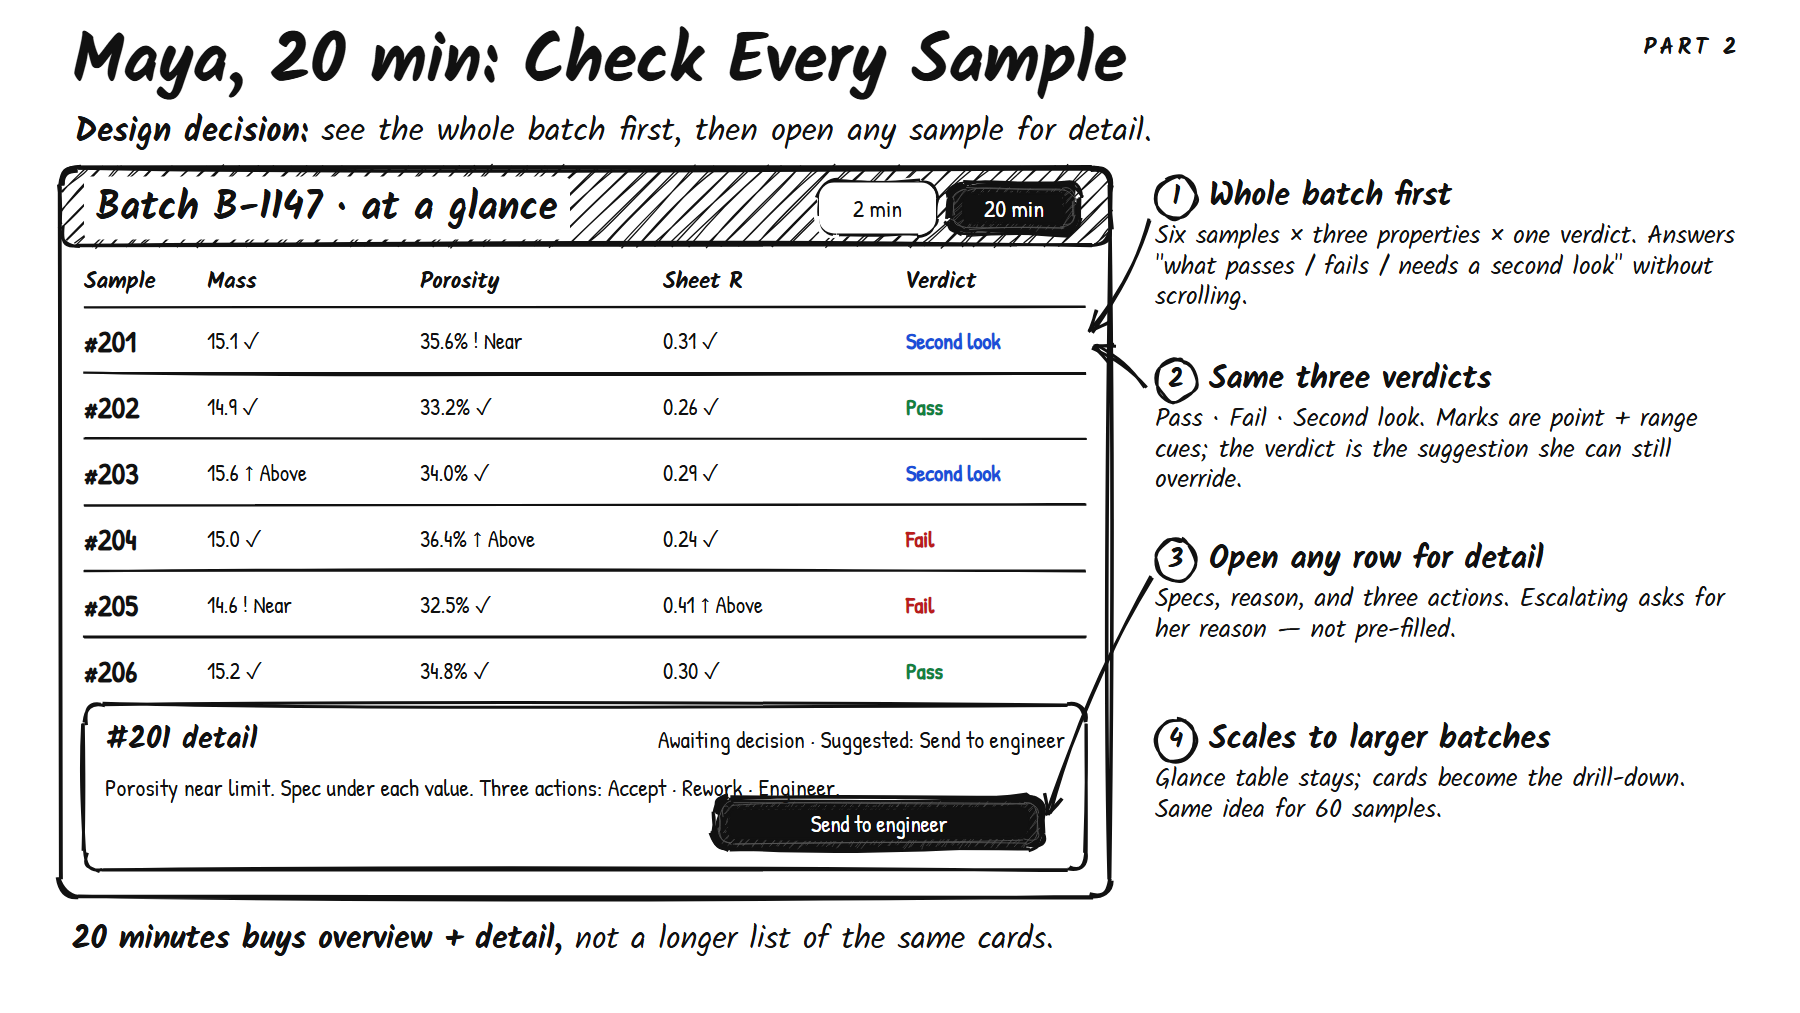 Maya, 20 min: Check Every Sample
PART 2
Design decision: see the whole batch first, then open any sample for detail.
Batch B-1147 · at a glance
2 min
20 min
Sample Mass Porosity Sheet R Verdict
#201 15.1 ✓ 35.6% ! Near 0.31 ✓ Second look
#202 14.9 ✓ 33.2% ✓ 0.26 ✓ Pass
#203 15.6 ↑ Above 34.0% ✓ 0.29 ✓ Second look
#204 15.0 ✓ 36.4% ↑ Above 0.24 ✓ Fail
#205 14.6 ! Near 32.5% ✓ 0.41 ↑ Above Fail
#206 15.2 ✓ 34.8% ✓ 0.30 ✓ Pass
#201 detail
Awaiting decision · Suggested: Send to engineer
Porosity near limit. Spec under each value. Three actions: Accept · Rework · Engineer.
Send to engineer
1 Whole batch first
Six samples × three properties × one verdict. Answers
"what passes / fails / needs a second look" without
scrolling.
2 Same three verdicts
Pass · Fail · Second look. Marks are point + range
cues; the verdict is the suggestion she can still
override.
3 Open any row for detail
Specs, reason, and three actions. Escalating asks for
her reason — not pre-filled.
4 Scales to larger batches
Glance table stays; cards become the drill-down.
Same idea for 60 samples.
20 minutes buys overview + detail, not a longer list of the same cards.